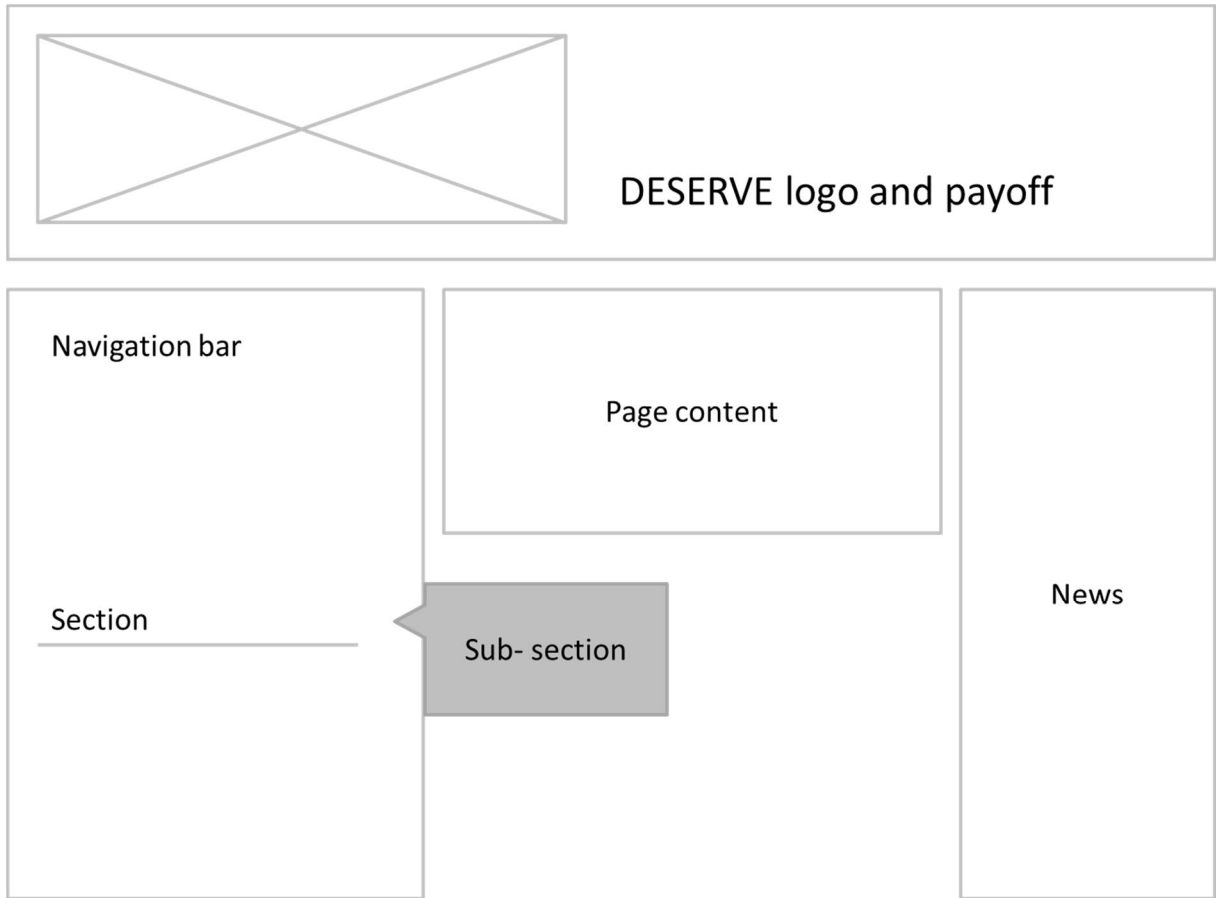 DESERVE logo and payoff
Navigation bar
Page content
Section
Sub- section
News